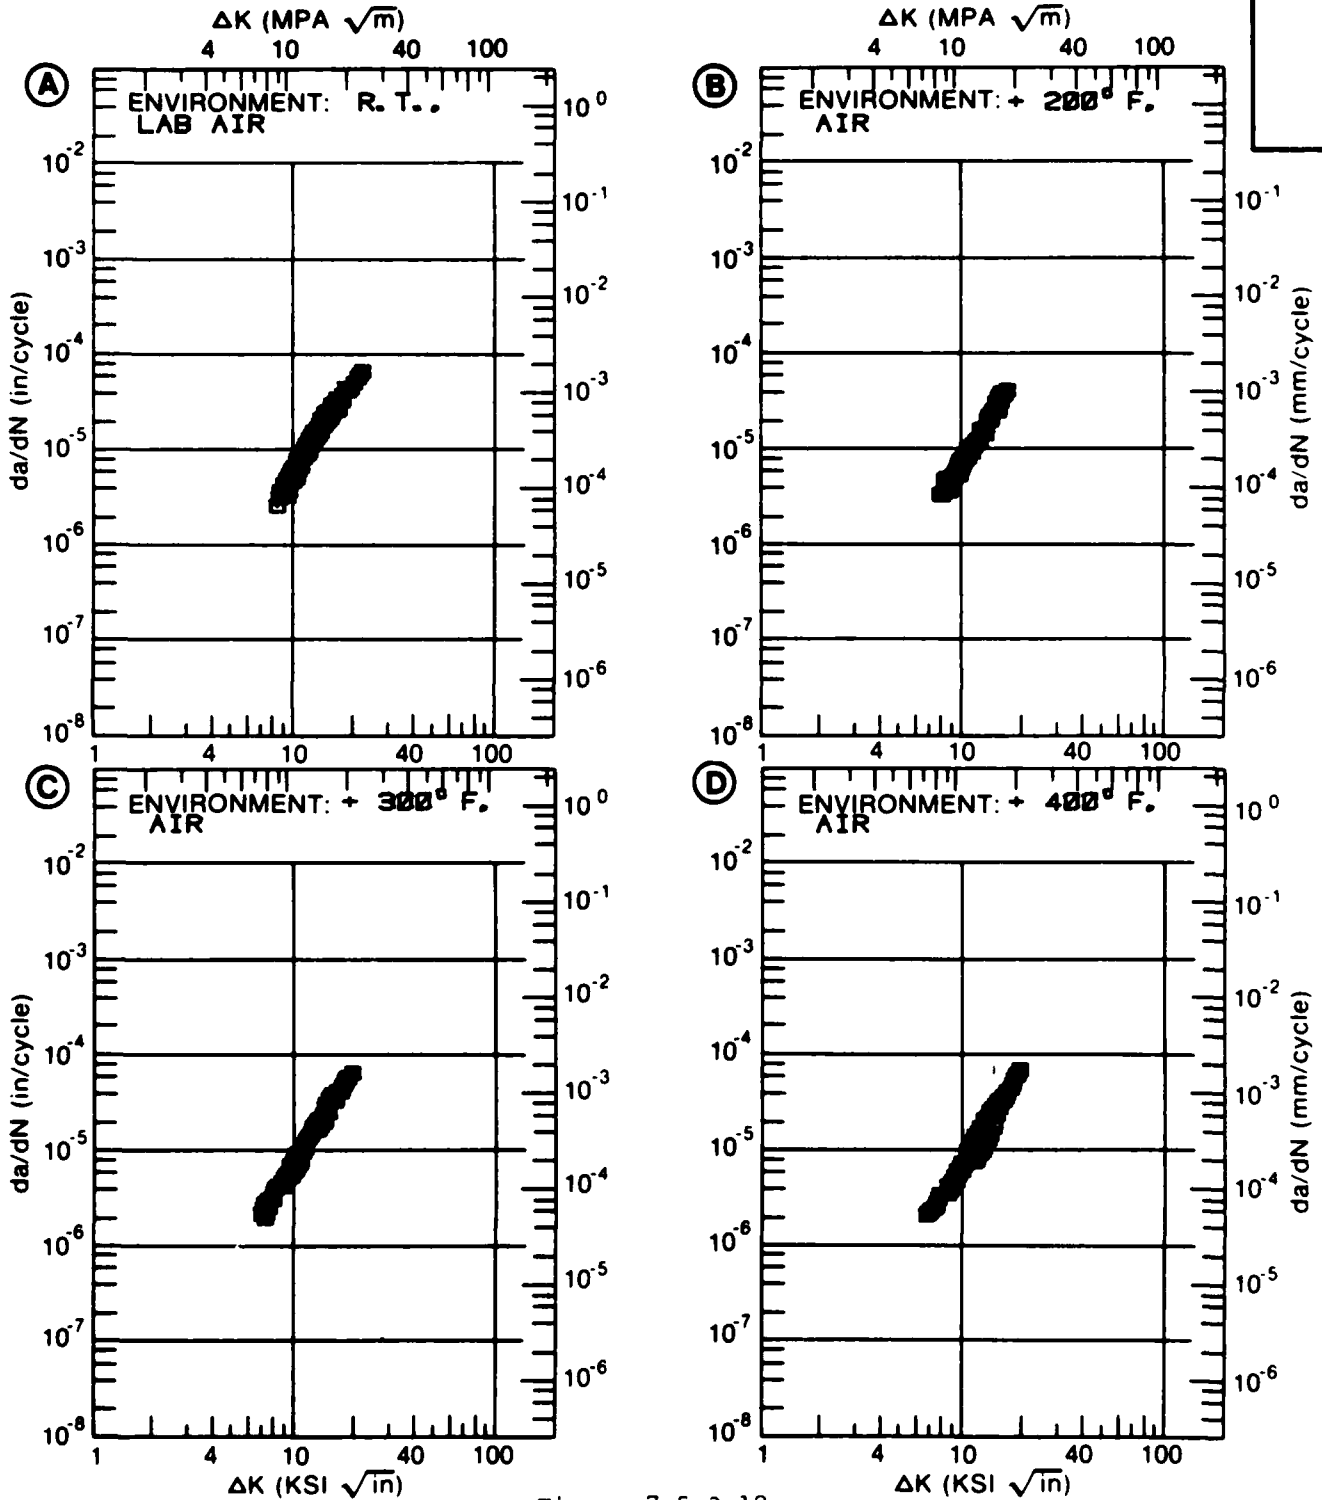 ΔK (MPA √m)
4 10 40 100
A
ENVIRONMENT: R.T..
LAB AIR
10^-2
10^-3
10^-4
10^-5
10^-6
10^-7
10^-8
da/dN (in/cycle)
10^0
10^-1
10^-2
10^-3
10^-4
10^-5
10^-6
1 4 10 40 100
ΔK (MPA √m)
4 10 40 100
B
ENVIRONMENT: + 200° F.
AIR
10^-2
10^-3
10^-4
10^-5
10^-6
10^-7
10^-8
10^-1
10^-2
10^-3
10^-4
10^-5
10^-6
da/dN (mm/cycle)
1 4 10 40 100
C
ENVIRONMENT: + 300° F.
AIR
10^-2
10^-3
10^-4
10^-5
10^-6
10^-7
10^-8
da/dN (in/cycle)
10^0
10^-1
10^-2
10^-3
10^-4
10^-5
10^-6
1 4 10 40 100
ΔK (KSI √in)
D
ENVIRONMENT: + 400° F.
AIR
10^-2
10^-3
10^-4
10^-5
10^-6
10^-7
10^-8
10^0
10^-1
10^-2
10^-3
10^-4
10^-5
10^-6
da/dN (mm/cycle)
1 4 10 40 100
ΔK (KSI √in)